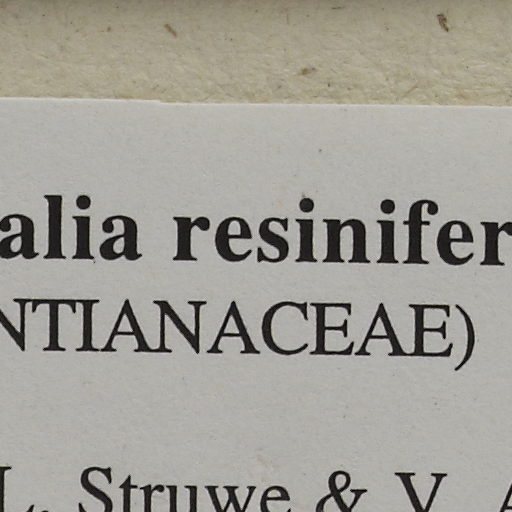 alia resinifer
NTIANACEAE)
L. Struwe & V. A